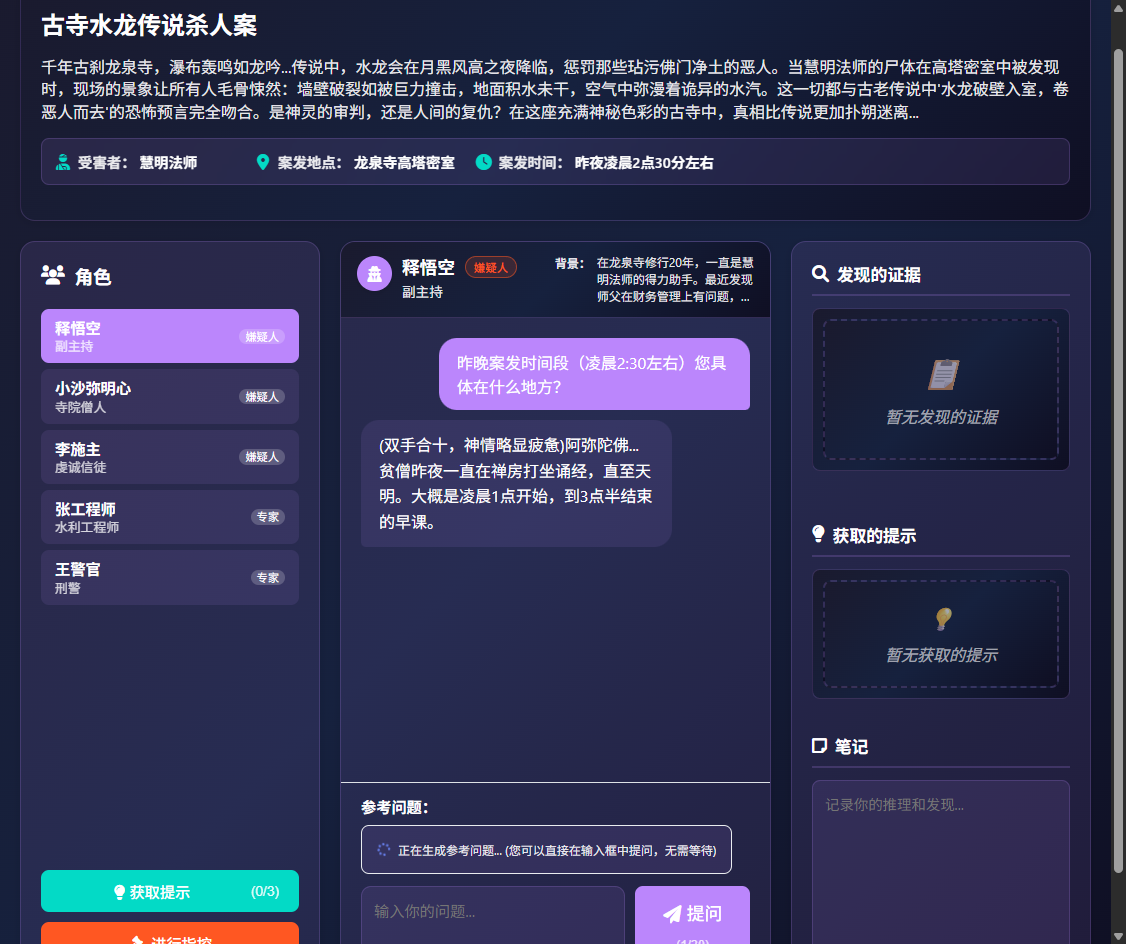 古寺水龙传说杀人案
千年古刹龙泉寺，瀑布轰鸣如龙吟...传说中，水龙会在月黑风高之夜降临，惩罚那些玷污佛门净土的恶人。当慧明法师的尸体在高塔密室中被发现
时，现场的景象让所有人毛骨悚然：墙壁破裂如被巨力撞击，地面积水未干，空气中弥漫着诡异的水汽。这一切都与古老传说中'水龙破壁入室，卷
恶人而去'的恐怖预言完全吻合。是神灵的审判，还是人间的复仇？在这座充满神秘色彩的古寺中，真相比传说更加扑朔迷离...
受害者： 慧明法师 案发地点： 龙泉寺高塔密室 案发时间： 昨夜凌晨2点30分左右
角色
释悟空
副主持
嫌疑人
小沙弥明心
寺院僧人
嫌疑人
李施主
虔诚信徒
嫌疑人
张工程师
水利工程师
专家
王警官
刑警
专家
获取提示 (0/3)
进行指控
释悟空 嫌疑人
副主持
背景： 在龙泉寺修行20年，一直是慧
明法师的得力助手。最近发现
师父在财务管理上有问题，...
昨晚案发时间段（凌晨2:30左右）您具
体在什么地方？
(双手合十，神情略显疲惫)阿弥陀佛...
贫僧昨夜一直在禅房打坐诵经，直至天
明。大概是凌晨1点开始，到3点半结束
的早课。
参考问题：
正在生成参考问题... (您可以直接在输入框中提问，无需等待)
输入你的问题...
提问
(1/30)
发现的证据
暂无发现的证据
获取的提示
暂无获取的提示
笔记
记录你的推理和发现...